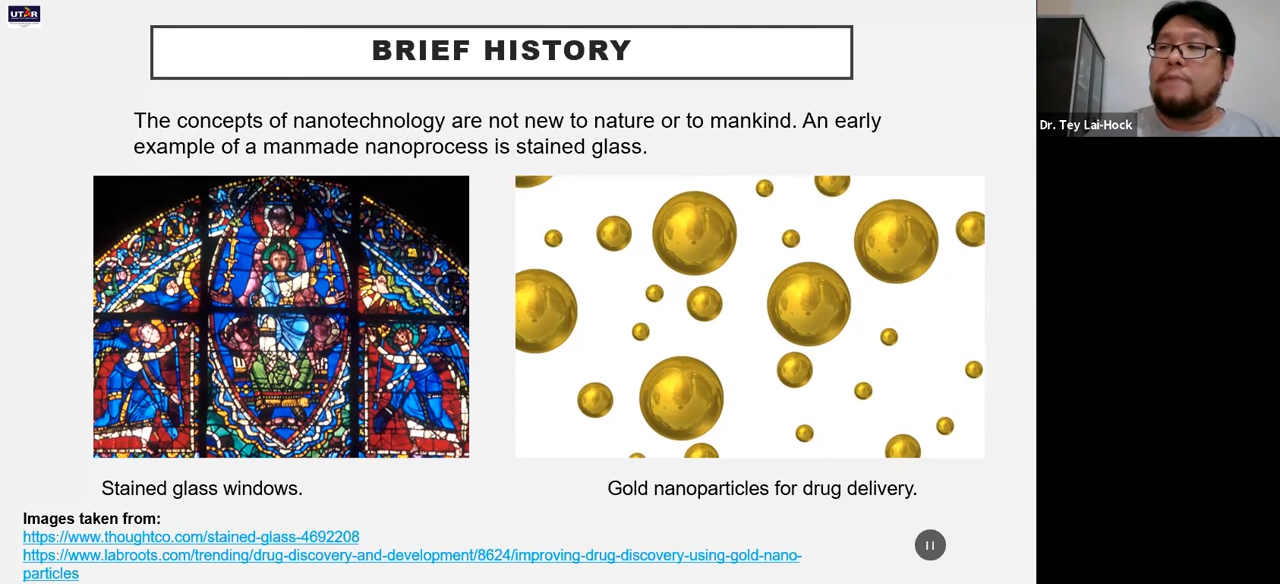 UTAR
BRIEF HISTORY
The concepts of nanotechnology are not new to nature or to mankind. An early
example of a manmade nanoprocess is stained glass.
Dr. Tey Lai-Hock
Stained glass windows.
Gold nanoparticles for drug delivery.
Images taken from:
https://www.thoughtco.com/stained-glass-4692208
https://www.labroots.com/trending/drug-discovery-and-development/8624/improving-drug-discovery-using-gold-nano-
particles